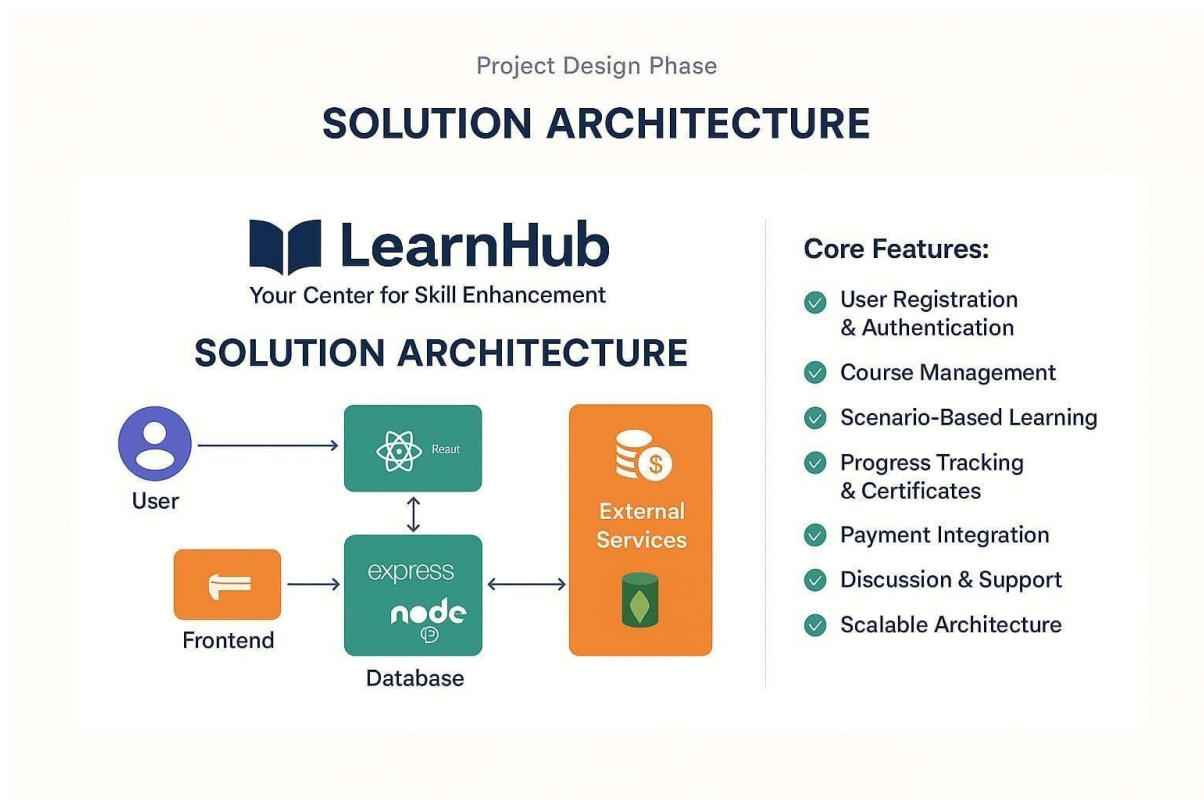 Project Design Phase
SOLUTION ARCHITECTURE
LearnHub
Your Center for Skill Enhancement
SOLUTION ARCHITECTURE
User
Reaut
Frontend
express
node
Database
External
Services
$
Core Features:
User Registration
& Authentication
Course Management
Scenario-Based Learning
Progress Tracking
& Certificates
Payment Integration
Discussion & Support
Scalable Architecture